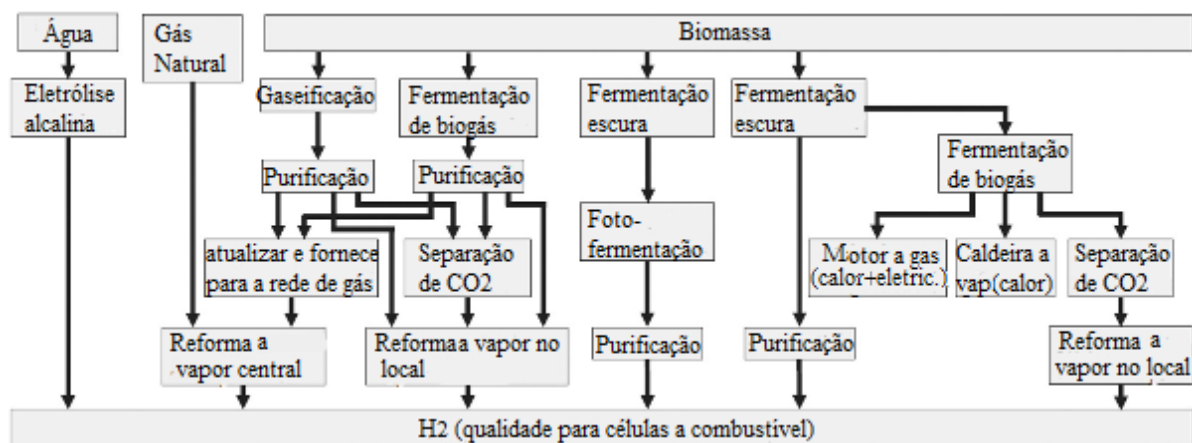 Água
Gás
Natural
Biomassa
Eletrólise
alcalina
Gaseificação
Fermentação
de biogás
Fermentação
escura
Fermentação
escura
Purificação
Purificação
Fermentação
de biogás
Foto-
fermentação
atualizar e fornece
para a rede de gás
Separação
de CO2
Motor a gas
(calor+eletric.)
Caldeira a
vap(calor)
Separação
de CO2
Reforma a
vapor central
Reforma a vapor no
local
Purificação
Purificação
Reforma a
vapor no local
H2 (qualidade para células a combustivel)